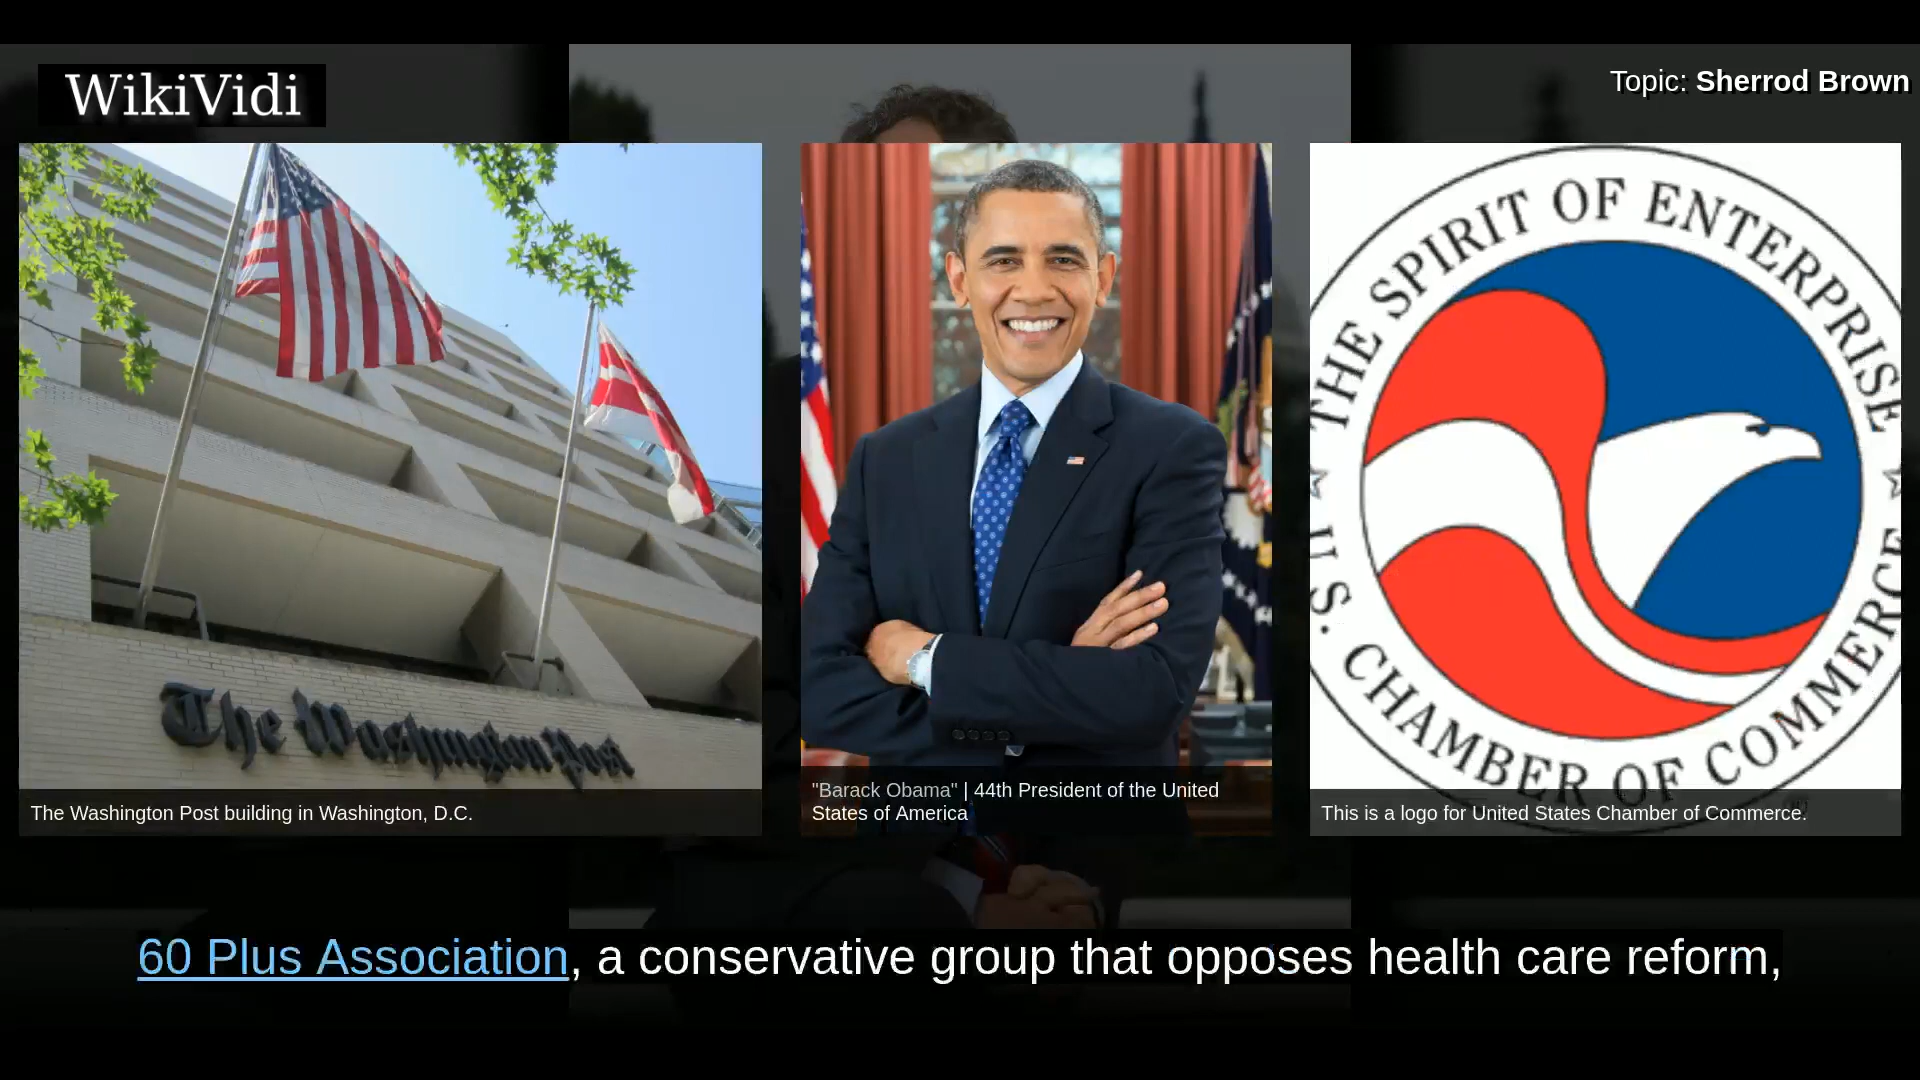 WikiVidi
Topic: Sherrod Brown
The Washington Post
THE SPIRIT OF ENTERPRISE
U.S. CHAMBER OF COMMERCE
The Washington Post building in Washington, D.C.
"Barack Obama" | 44th President of the United
States of America
This is a logo for United States Chamber of Commerce.
60 Plus Association, a conservative group that opposes health care reform,